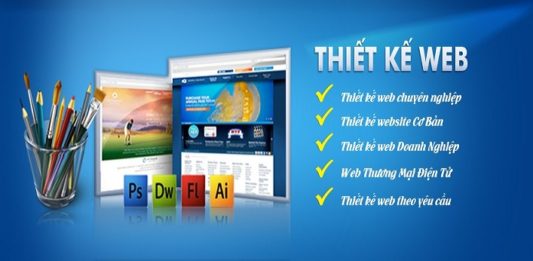 THIẾT KẾ WEB
Thiết kế web chuyên nghiệp
Thiết kế website Cơ Bản
Thiết kế web Doanh Nghiệp
Web Thương Mại Điện Tử
Thiết kế web theo yêu cầu
Ps Dw Fl Ai